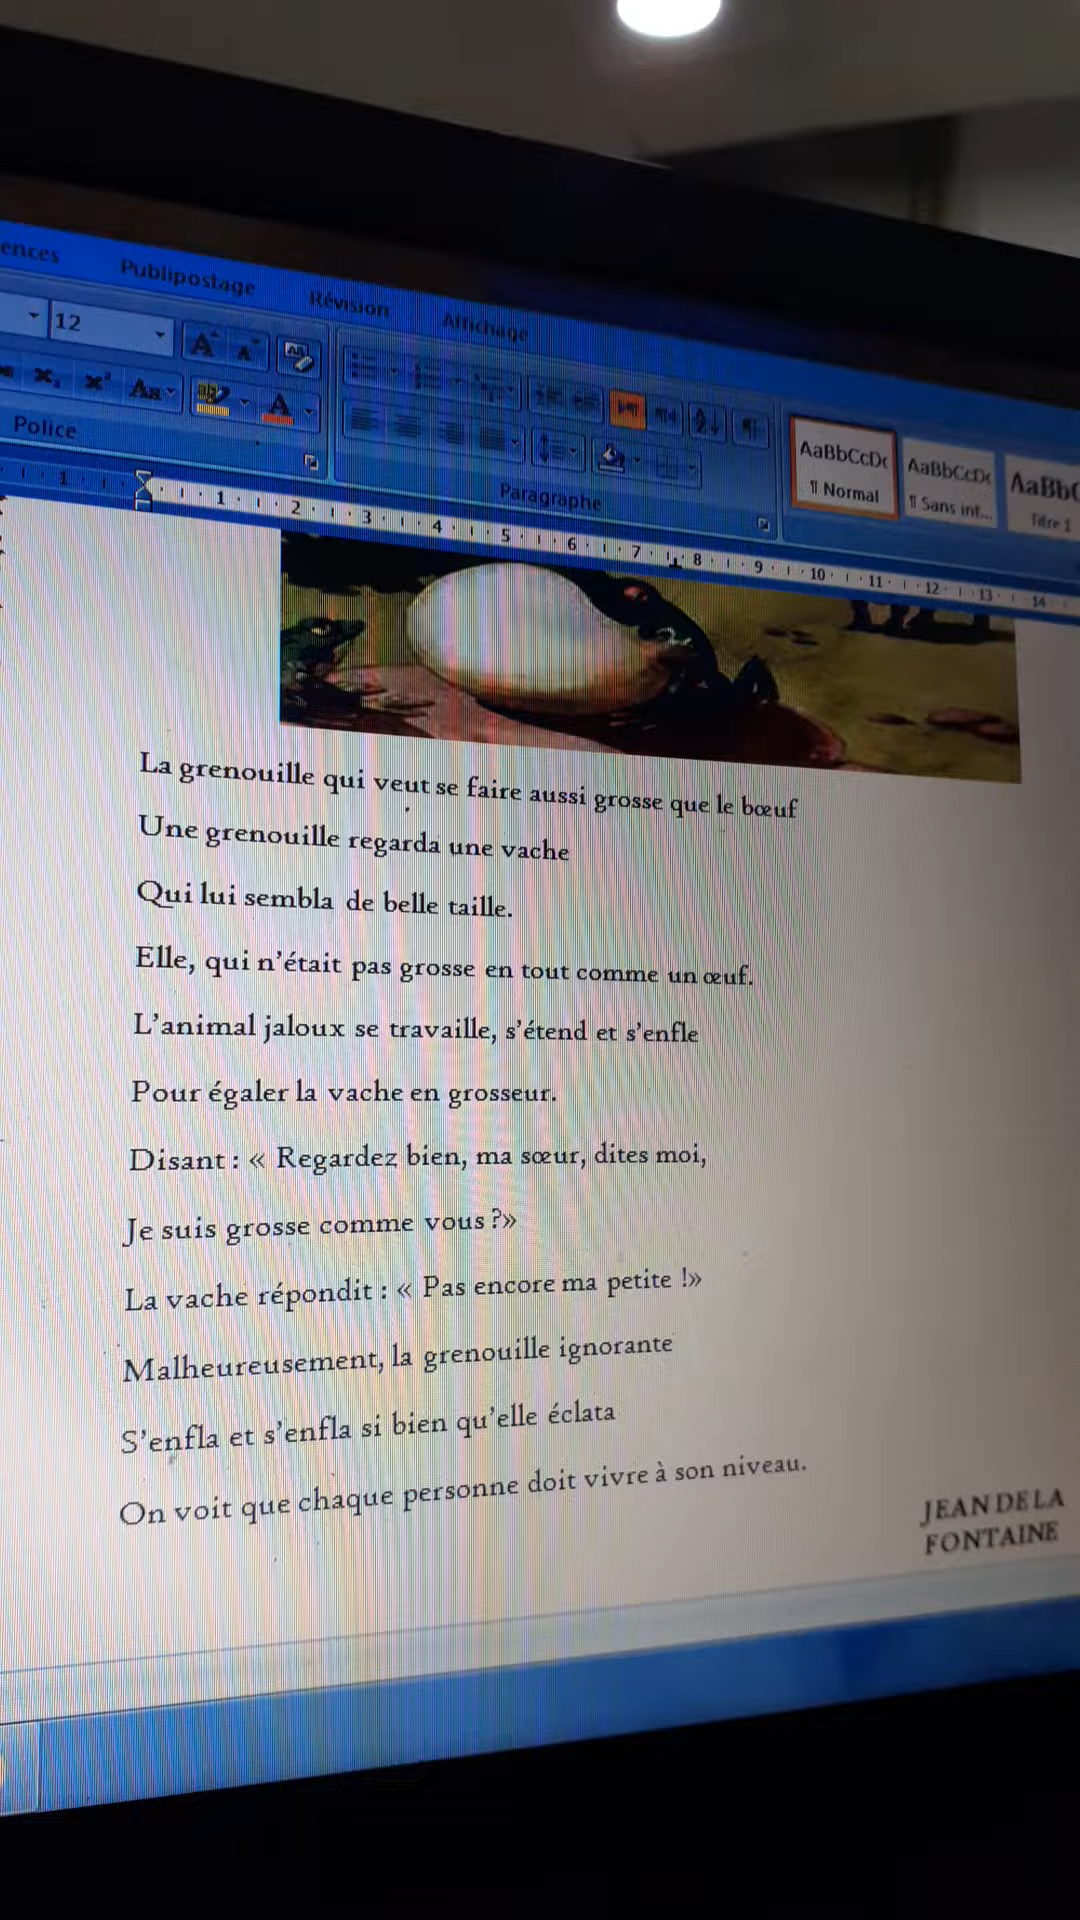 ences Publipostage Révision Affichage
12
Police
Paragraphe
AaBbCcDc AaBbCcDc AaBbC
¶ Normal ¶ Sans int... Titre 1
1 1 2 3 4 5 6 7 8 9 10 11 12 13 14
La grenouille qui veut se faire aussi grosse que le bœuf
Une grenouille regarda une vache
Qui lui sembla de belle taille.
Elle, qui n'était pas grosse en tout comme un œuf.
L'animal jaloux se travaille, s'étend et s'enfle
Pour égaler la vache en grosseur.
Disant : « Regardez bien, ma sœur, dites moi,
Je suis grosse comme vous ?»
La vache répondit : « Pas encore ma petite !»
Malheureusement, la grenouille ignorante
S'enfla et s'enfla si bien qu'elle éclata
On voit que chaque personne doit vivre à son niveau.
JEAN DE LA
FONTAINE